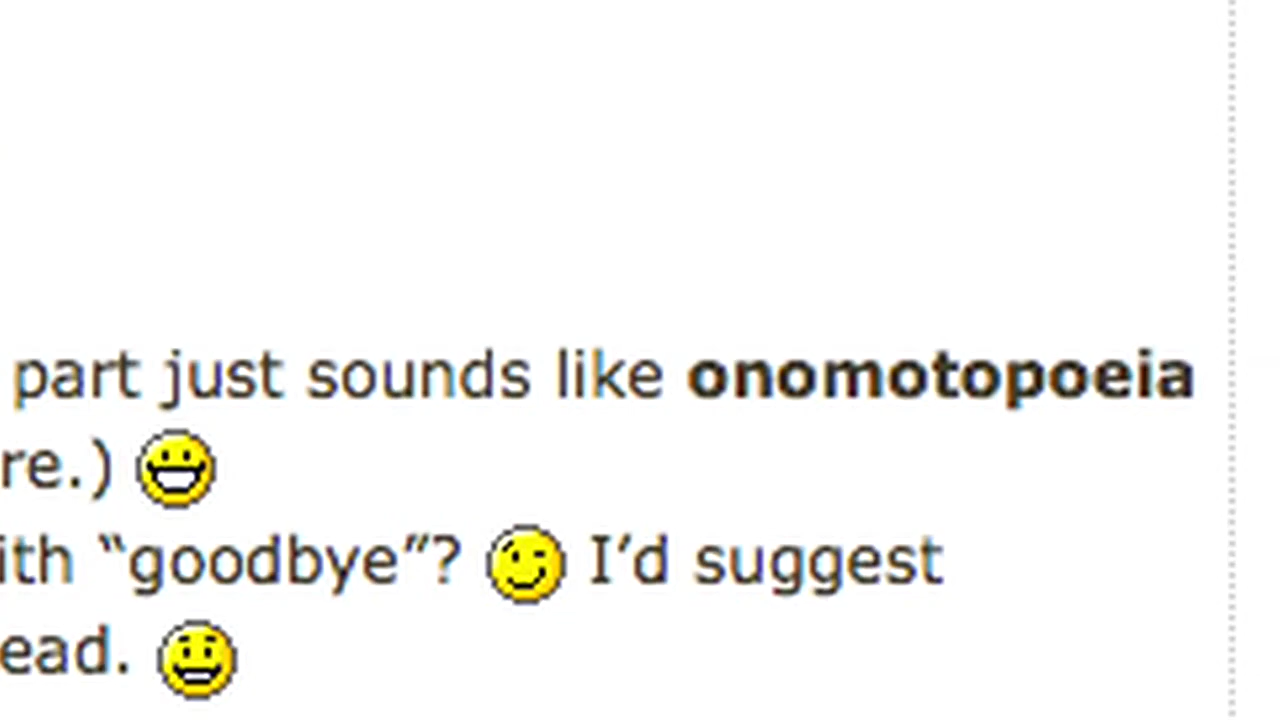 part just sounds like onomotopoeia
re.)
ith “goodbye”? I’d suggest
ead.